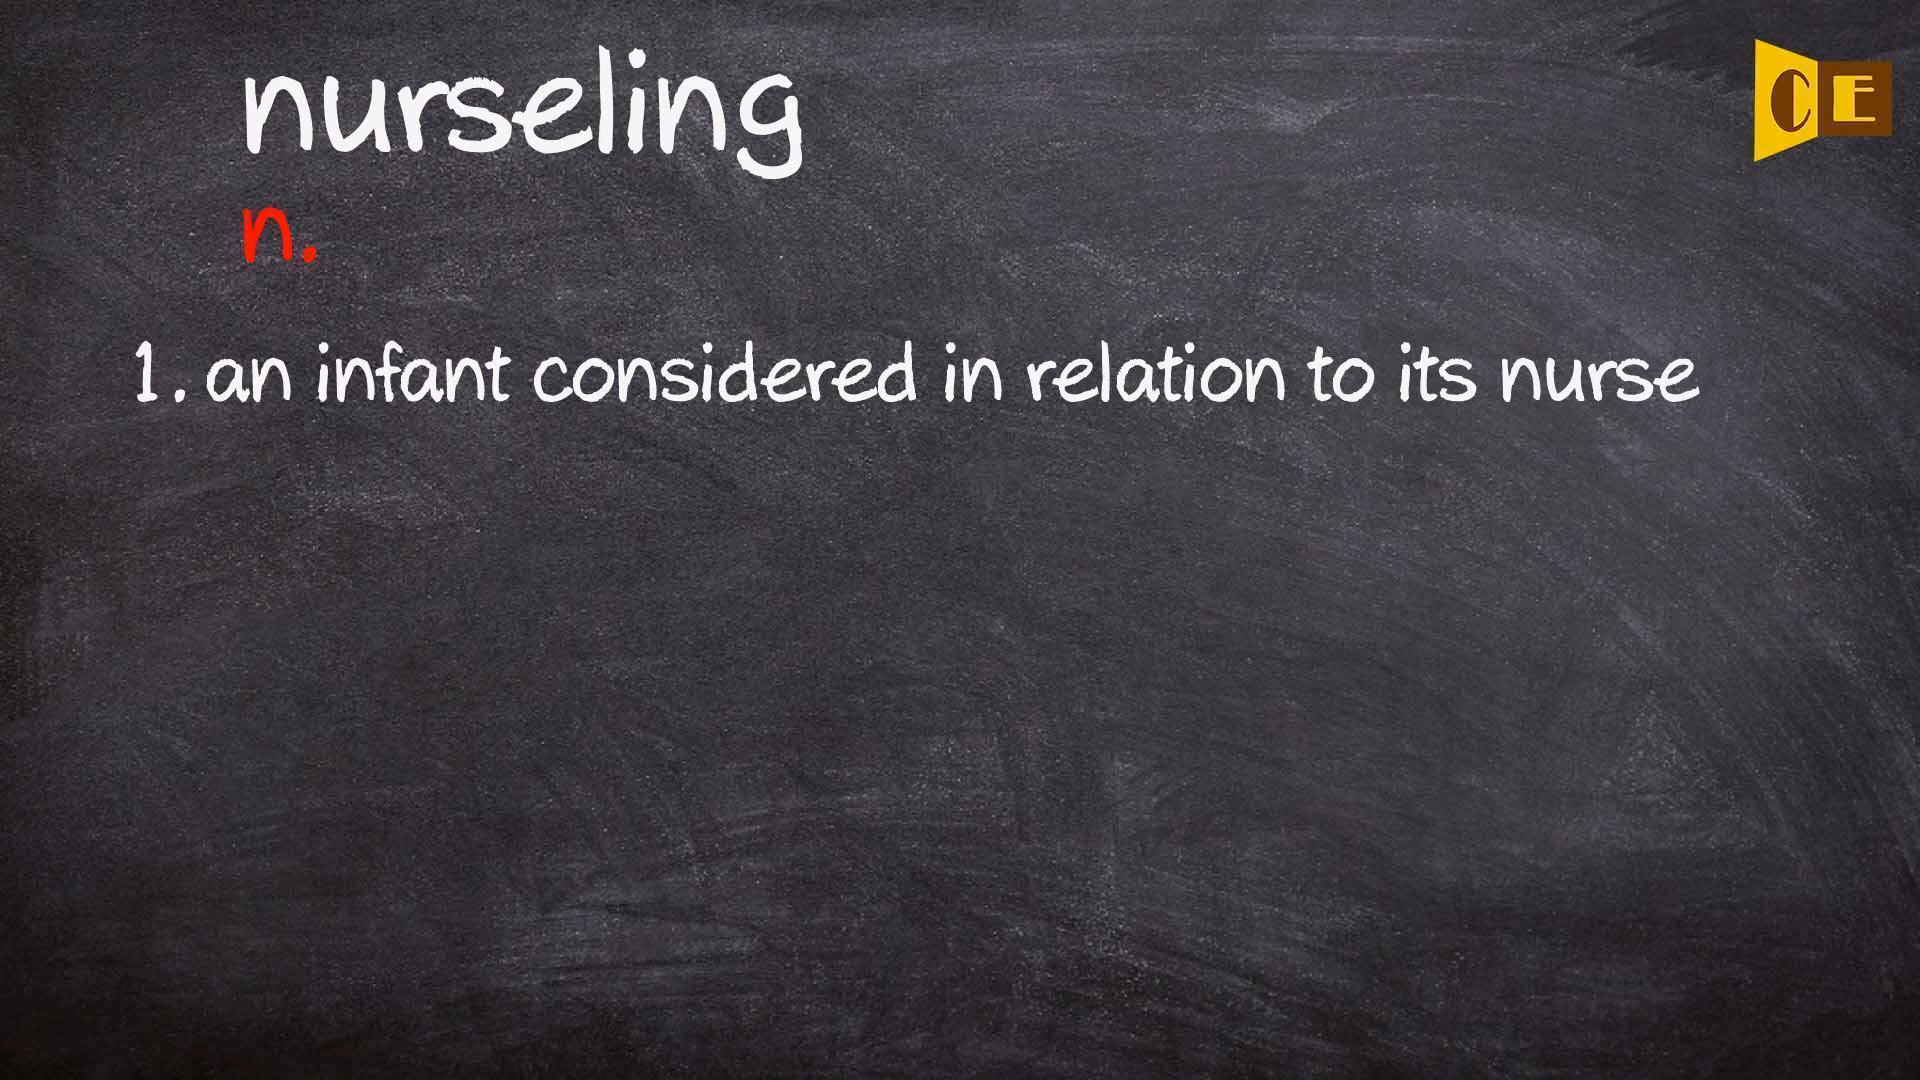 nurseling
CE
n.
1. an infant considered in relation to its nurse